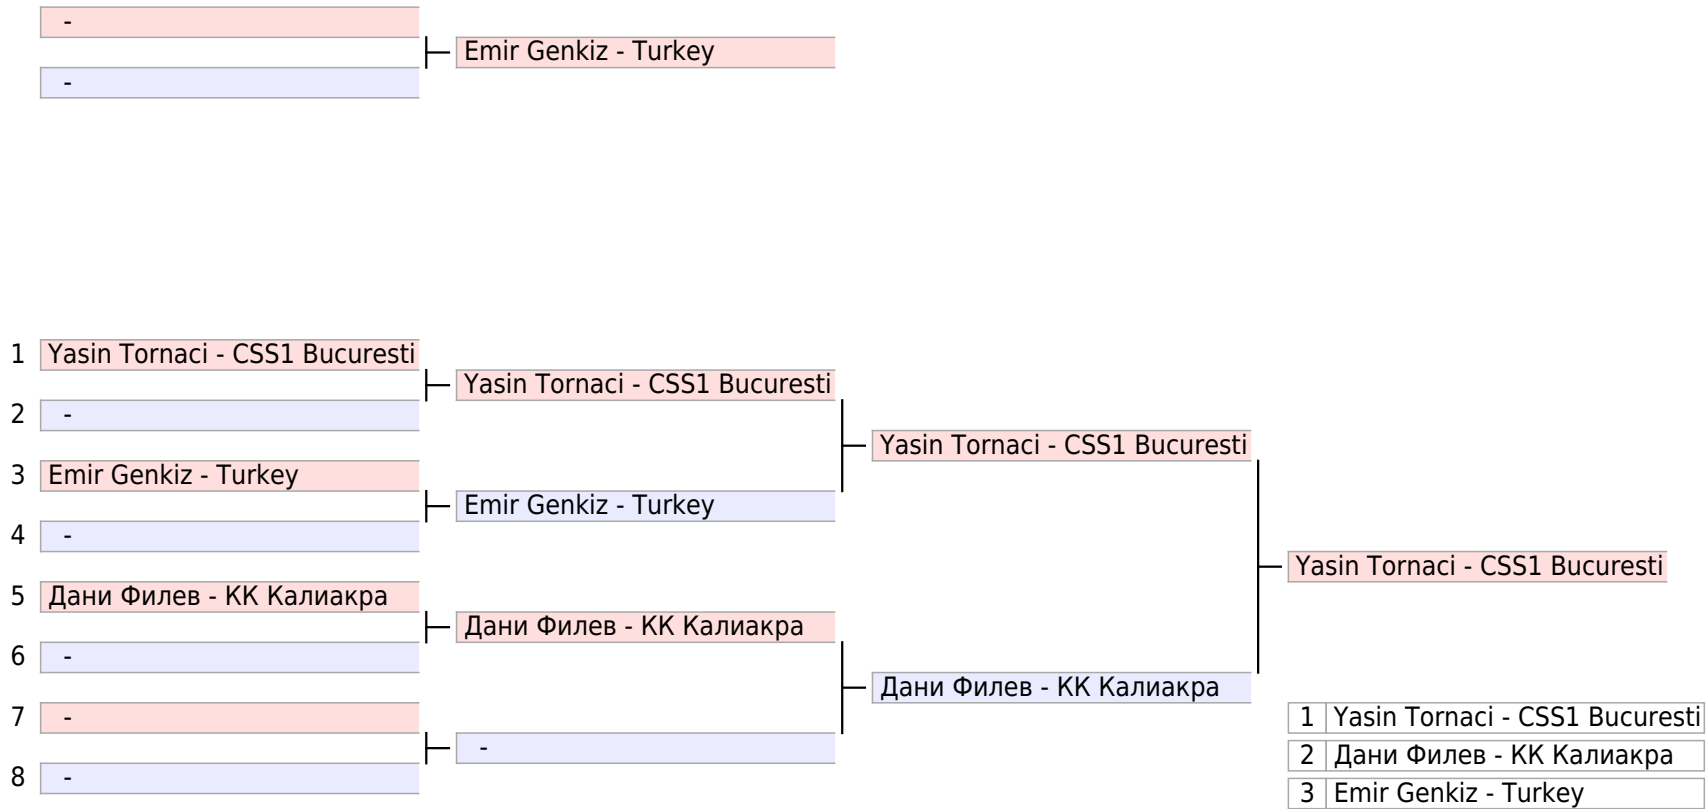 -
Emir Genkiz - Turkey
-
1 Yasin Tornaci - CSS1 Bucuresti
Yasin Tornaci - CSS1 Bucuresti
2 -
Yasin Tornaci - CSS1 Bucuresti
3 Emir Genkiz - Turkey
Emir Genkiz - Turkey
4 -
Yasin Tornaci - CSS1 Bucuresti
5 Дани Филев - КК Калиакра
Дани Филев - КК Калиакра
6 -
Дани Филев - КК Калиакра
7 -
-
8 -
1 Yasin Tornaci - CSS1 Bucuresti
2 Дани Филев - КК Калиакра
3 Emir Genkiz - Turkey